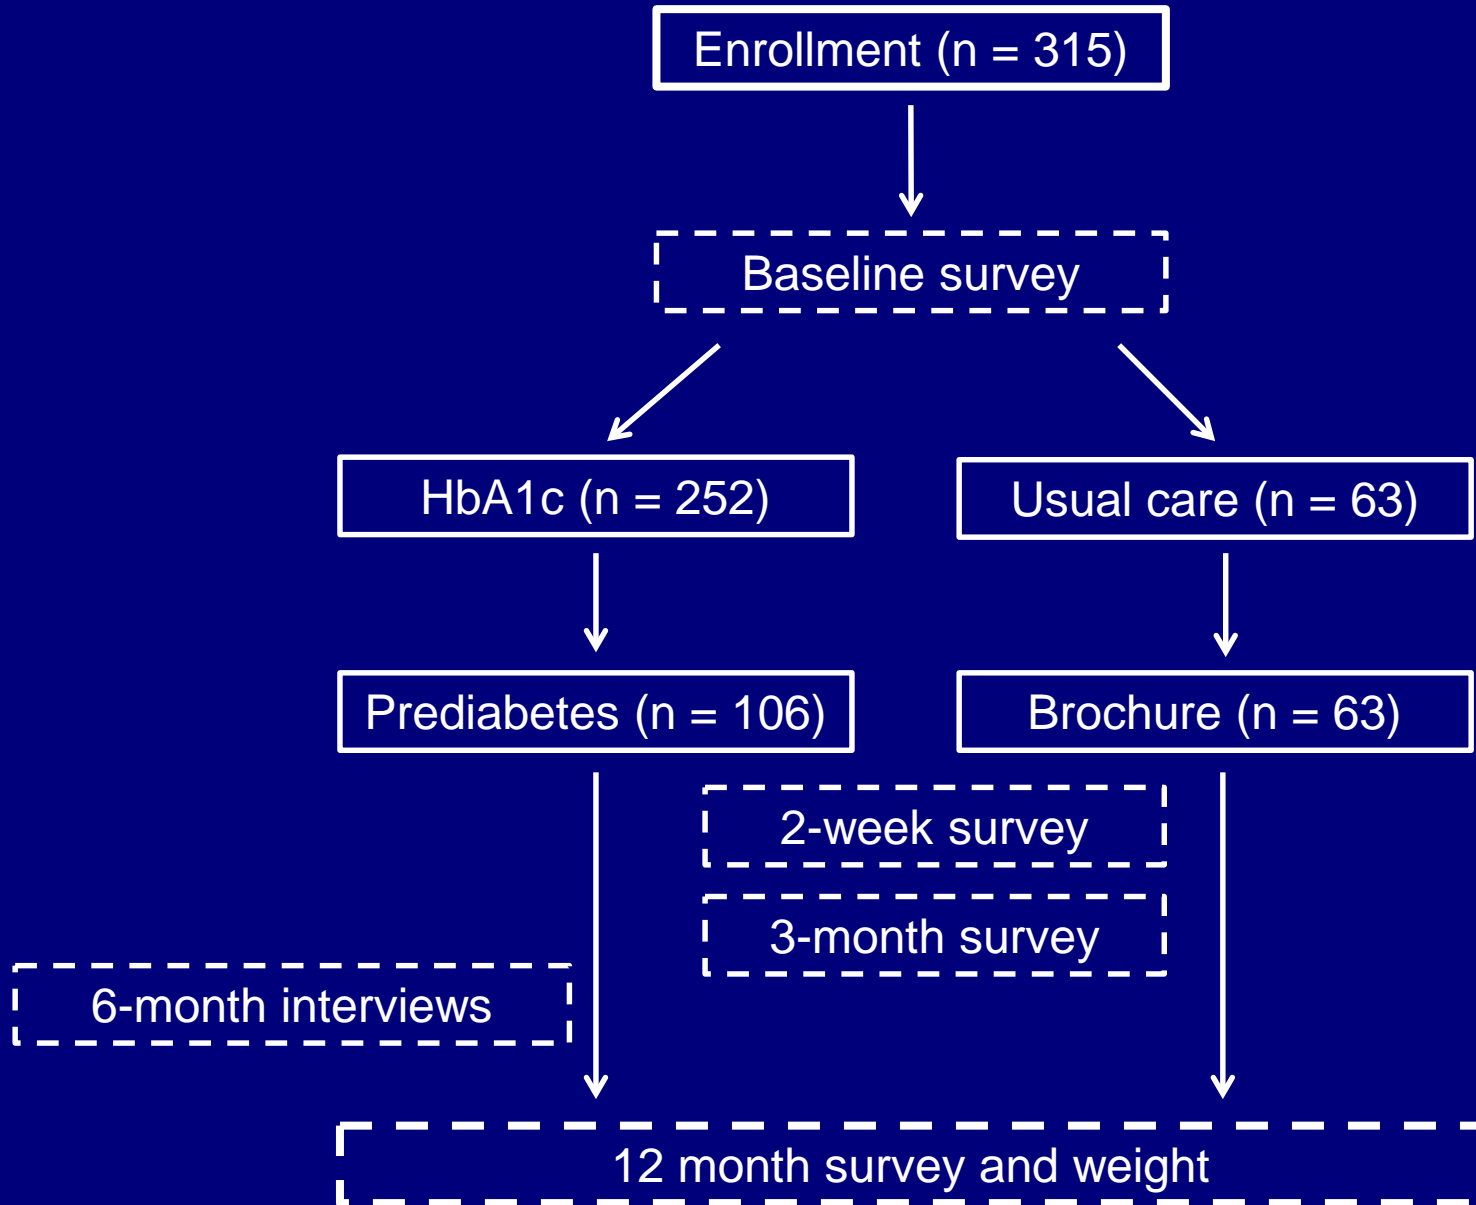 Enrollment (n = 315)
Baseline survey
HbA1c (n = 252)
Usual care (n = 63)
Prediabetes (n = 106)
Brochure (n = 63)
2-week survey
3-month survey
6-month interviews
12 month survey and weight